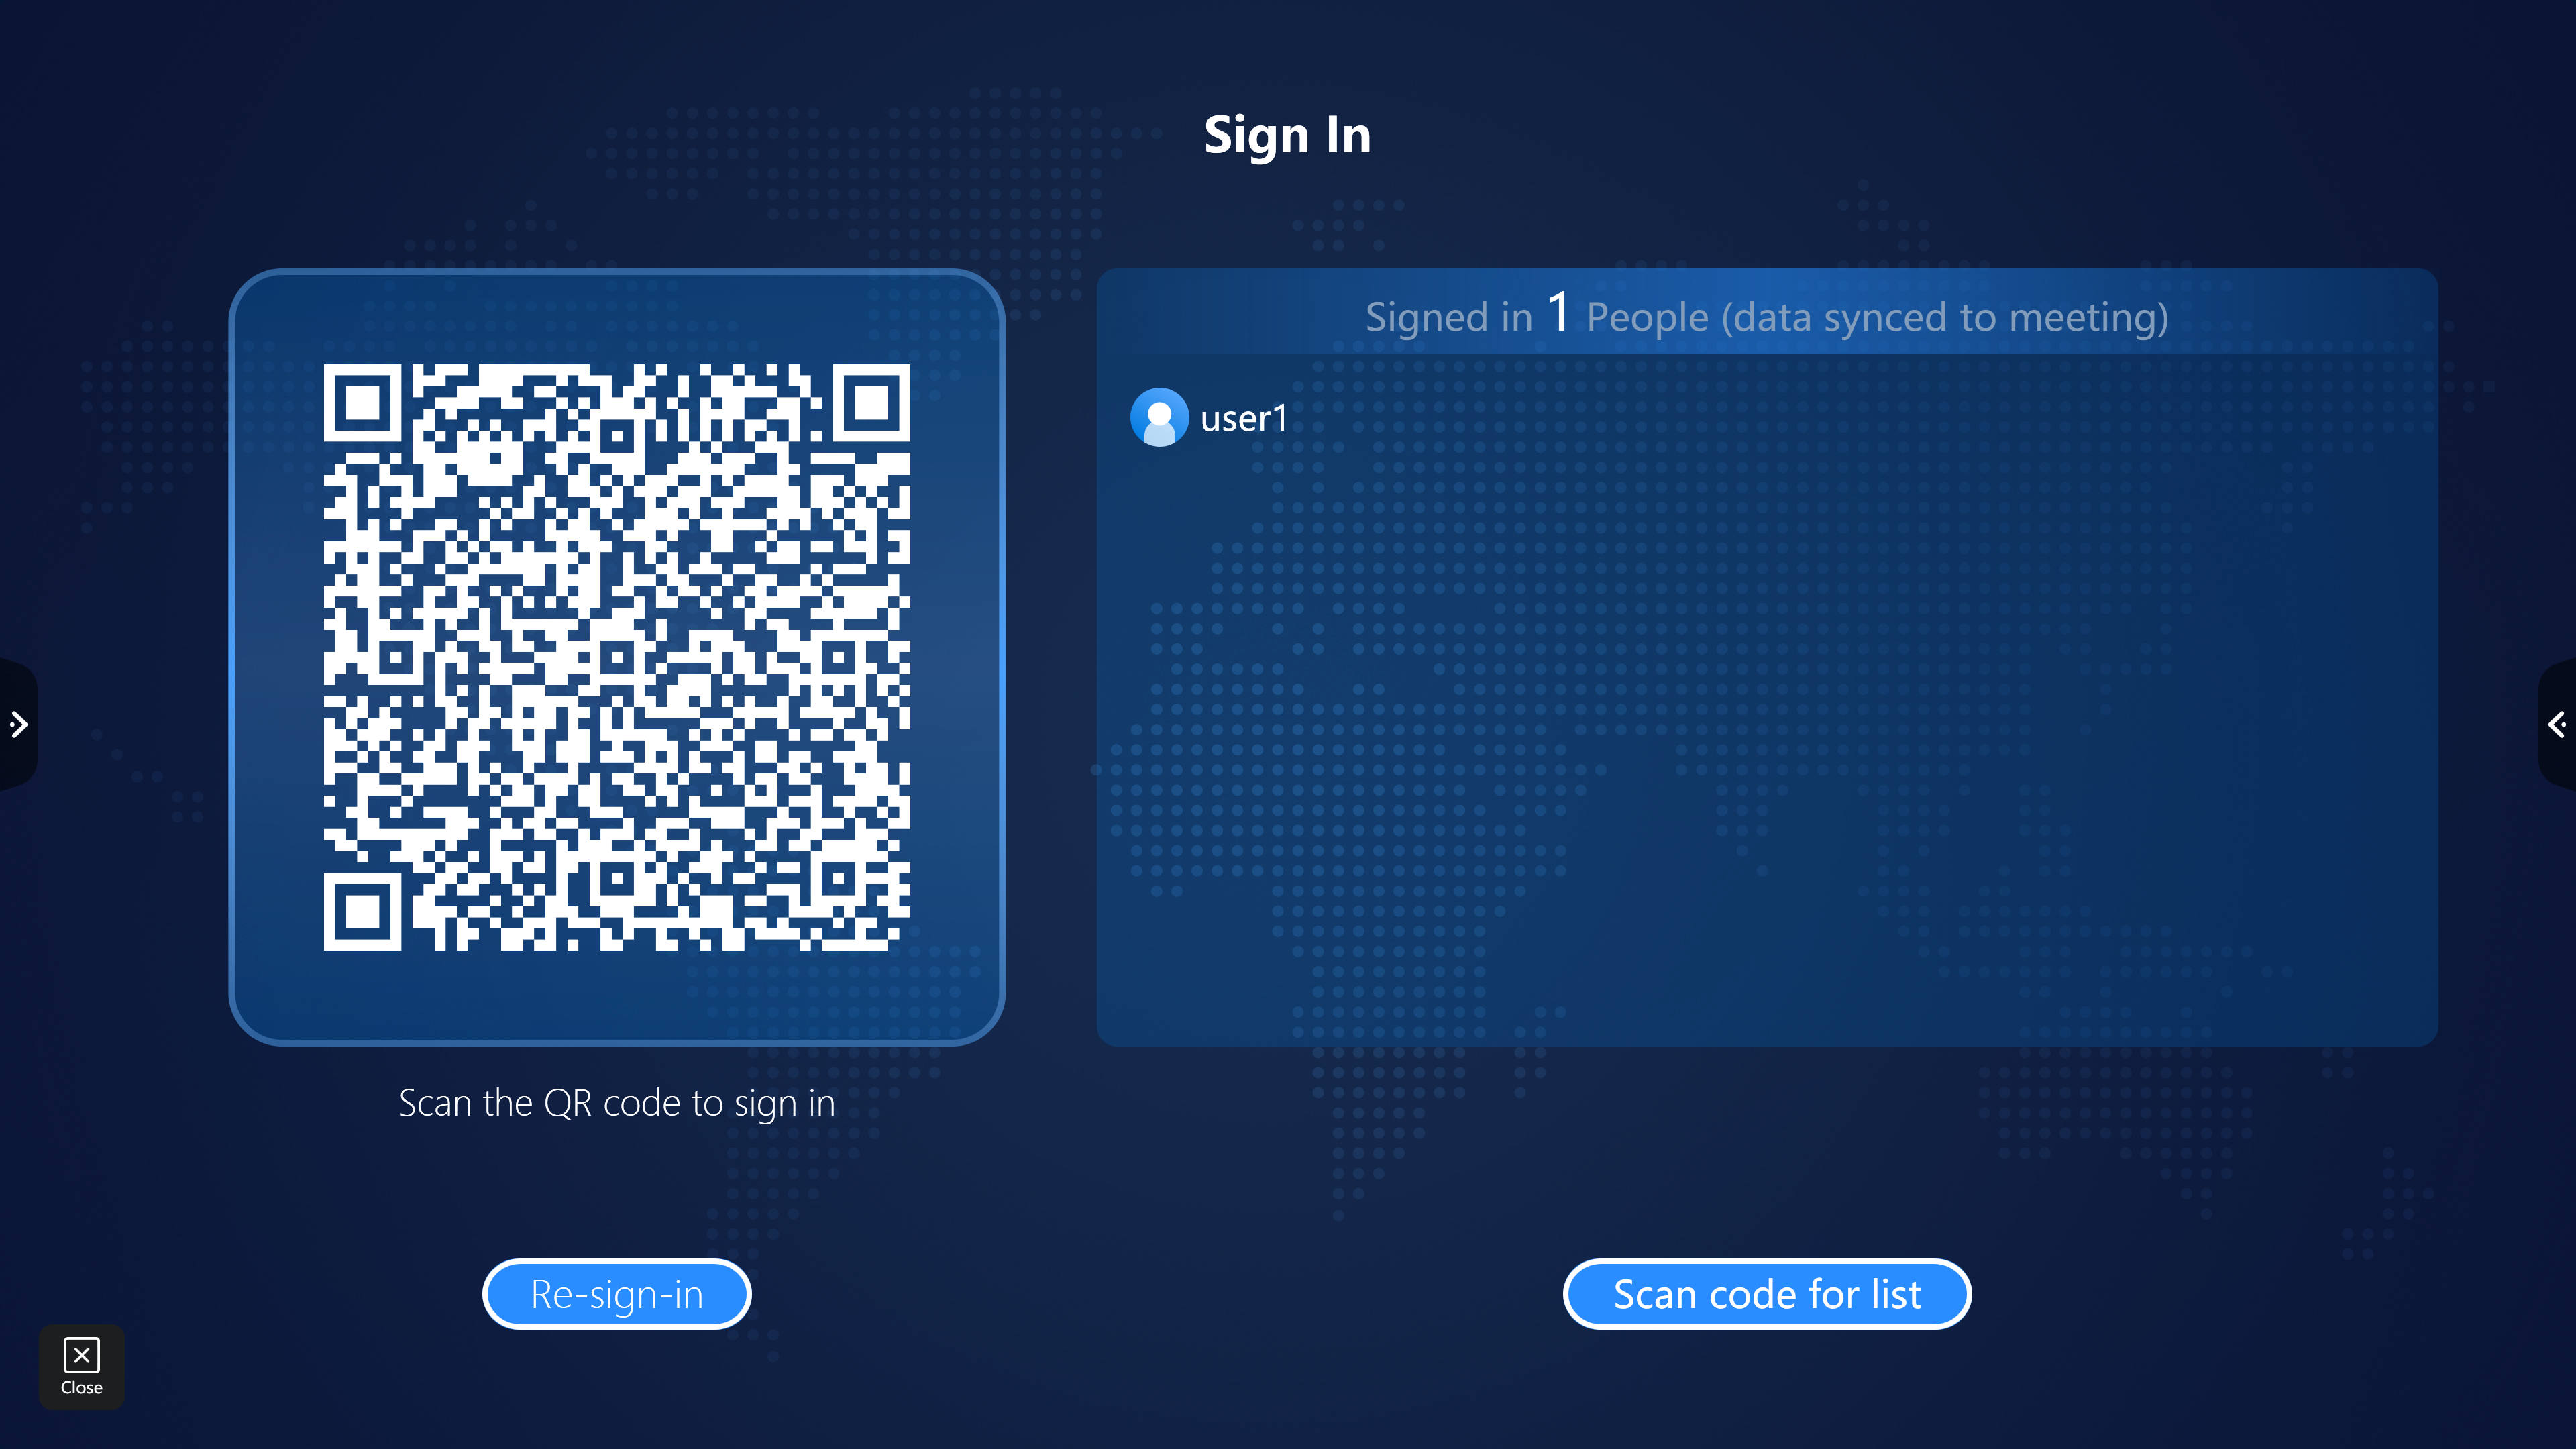 Sign In
Signed in 1 People (data synced to meeting)
user1
Scan the QR code to sign in
Re-sign-in
Scan code for list
Close